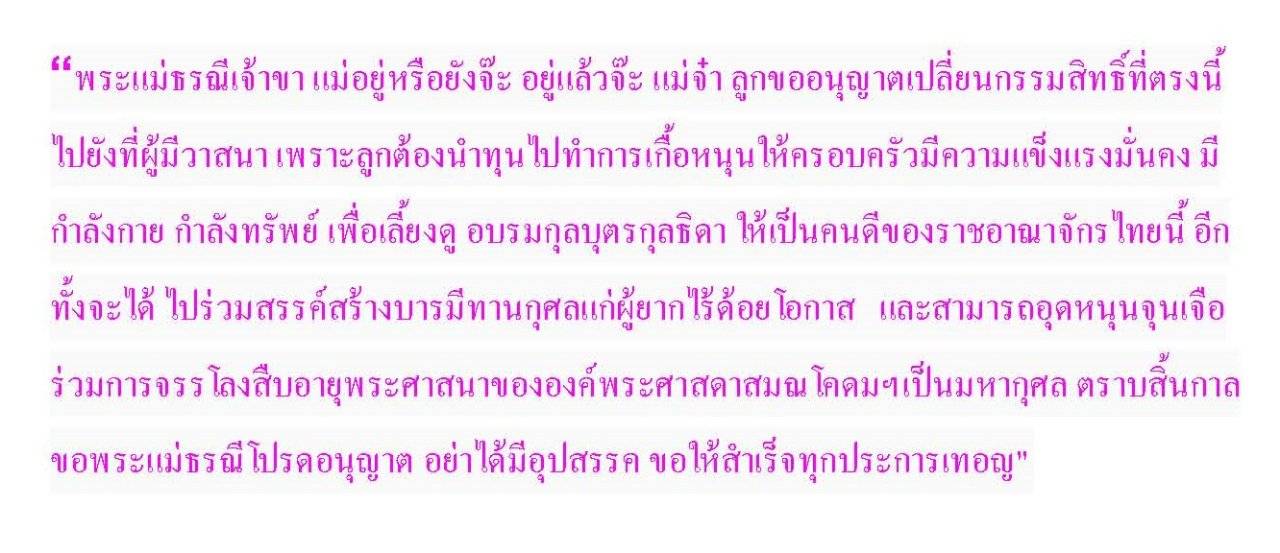 “พระแม่ธรณีเจ้าขา แม่อยู่หรือยังจ๊ะ อยู่แล้วจ๊ะ แม่จ๋า ลูกขออนุญาตเปลี่ยนกรรมสิทธิ์ที่ตรงนี้
ไปยังที่ผู้มีวาสนา เพราะลูกต้องนำทุนไปทำการเกื้อหนุนให้ครอบครัวมีความแข็งแรงมั่นคง มี
กำลังกาย กำลังทรัพย์ เพื่อเลี้ยงดู อบรมกุลบุตรกุลธิดา ให้เป็นคนดีของราชอาณาจักรไทยนี้ อีก
ทั้งจะได้ ไปร่วมสรรค์สร้างบารมีทานกุศลแก่ผู้ยากไร้ด้อยโอกาส และสามารถอุดหนุนจุนเจือ
ร่วมการจรรโลงสืบอายุพระศาสนาขององค์พระศาสดาสมณโคดมฯเป็นมหากุศล ตราบสิ้นกาล
ขอพระแม่ธรณีโปรดอนุญาต อย่าได้มีอุปสรรค ขอให้สำเร็จทุกประการเทอญ"